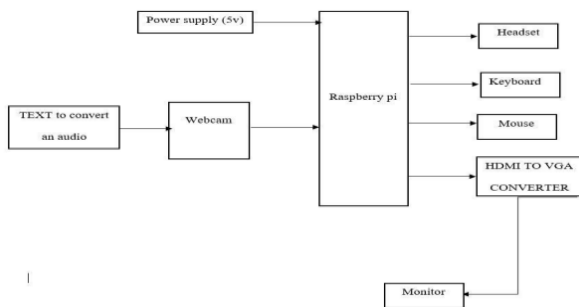 Power supply (5v)
Headset
Raspberry pi
Keyboard
TEXT to convert
an audio
Webcam
Mouse
HDMI TO VGA
CONVERTER
Monitor